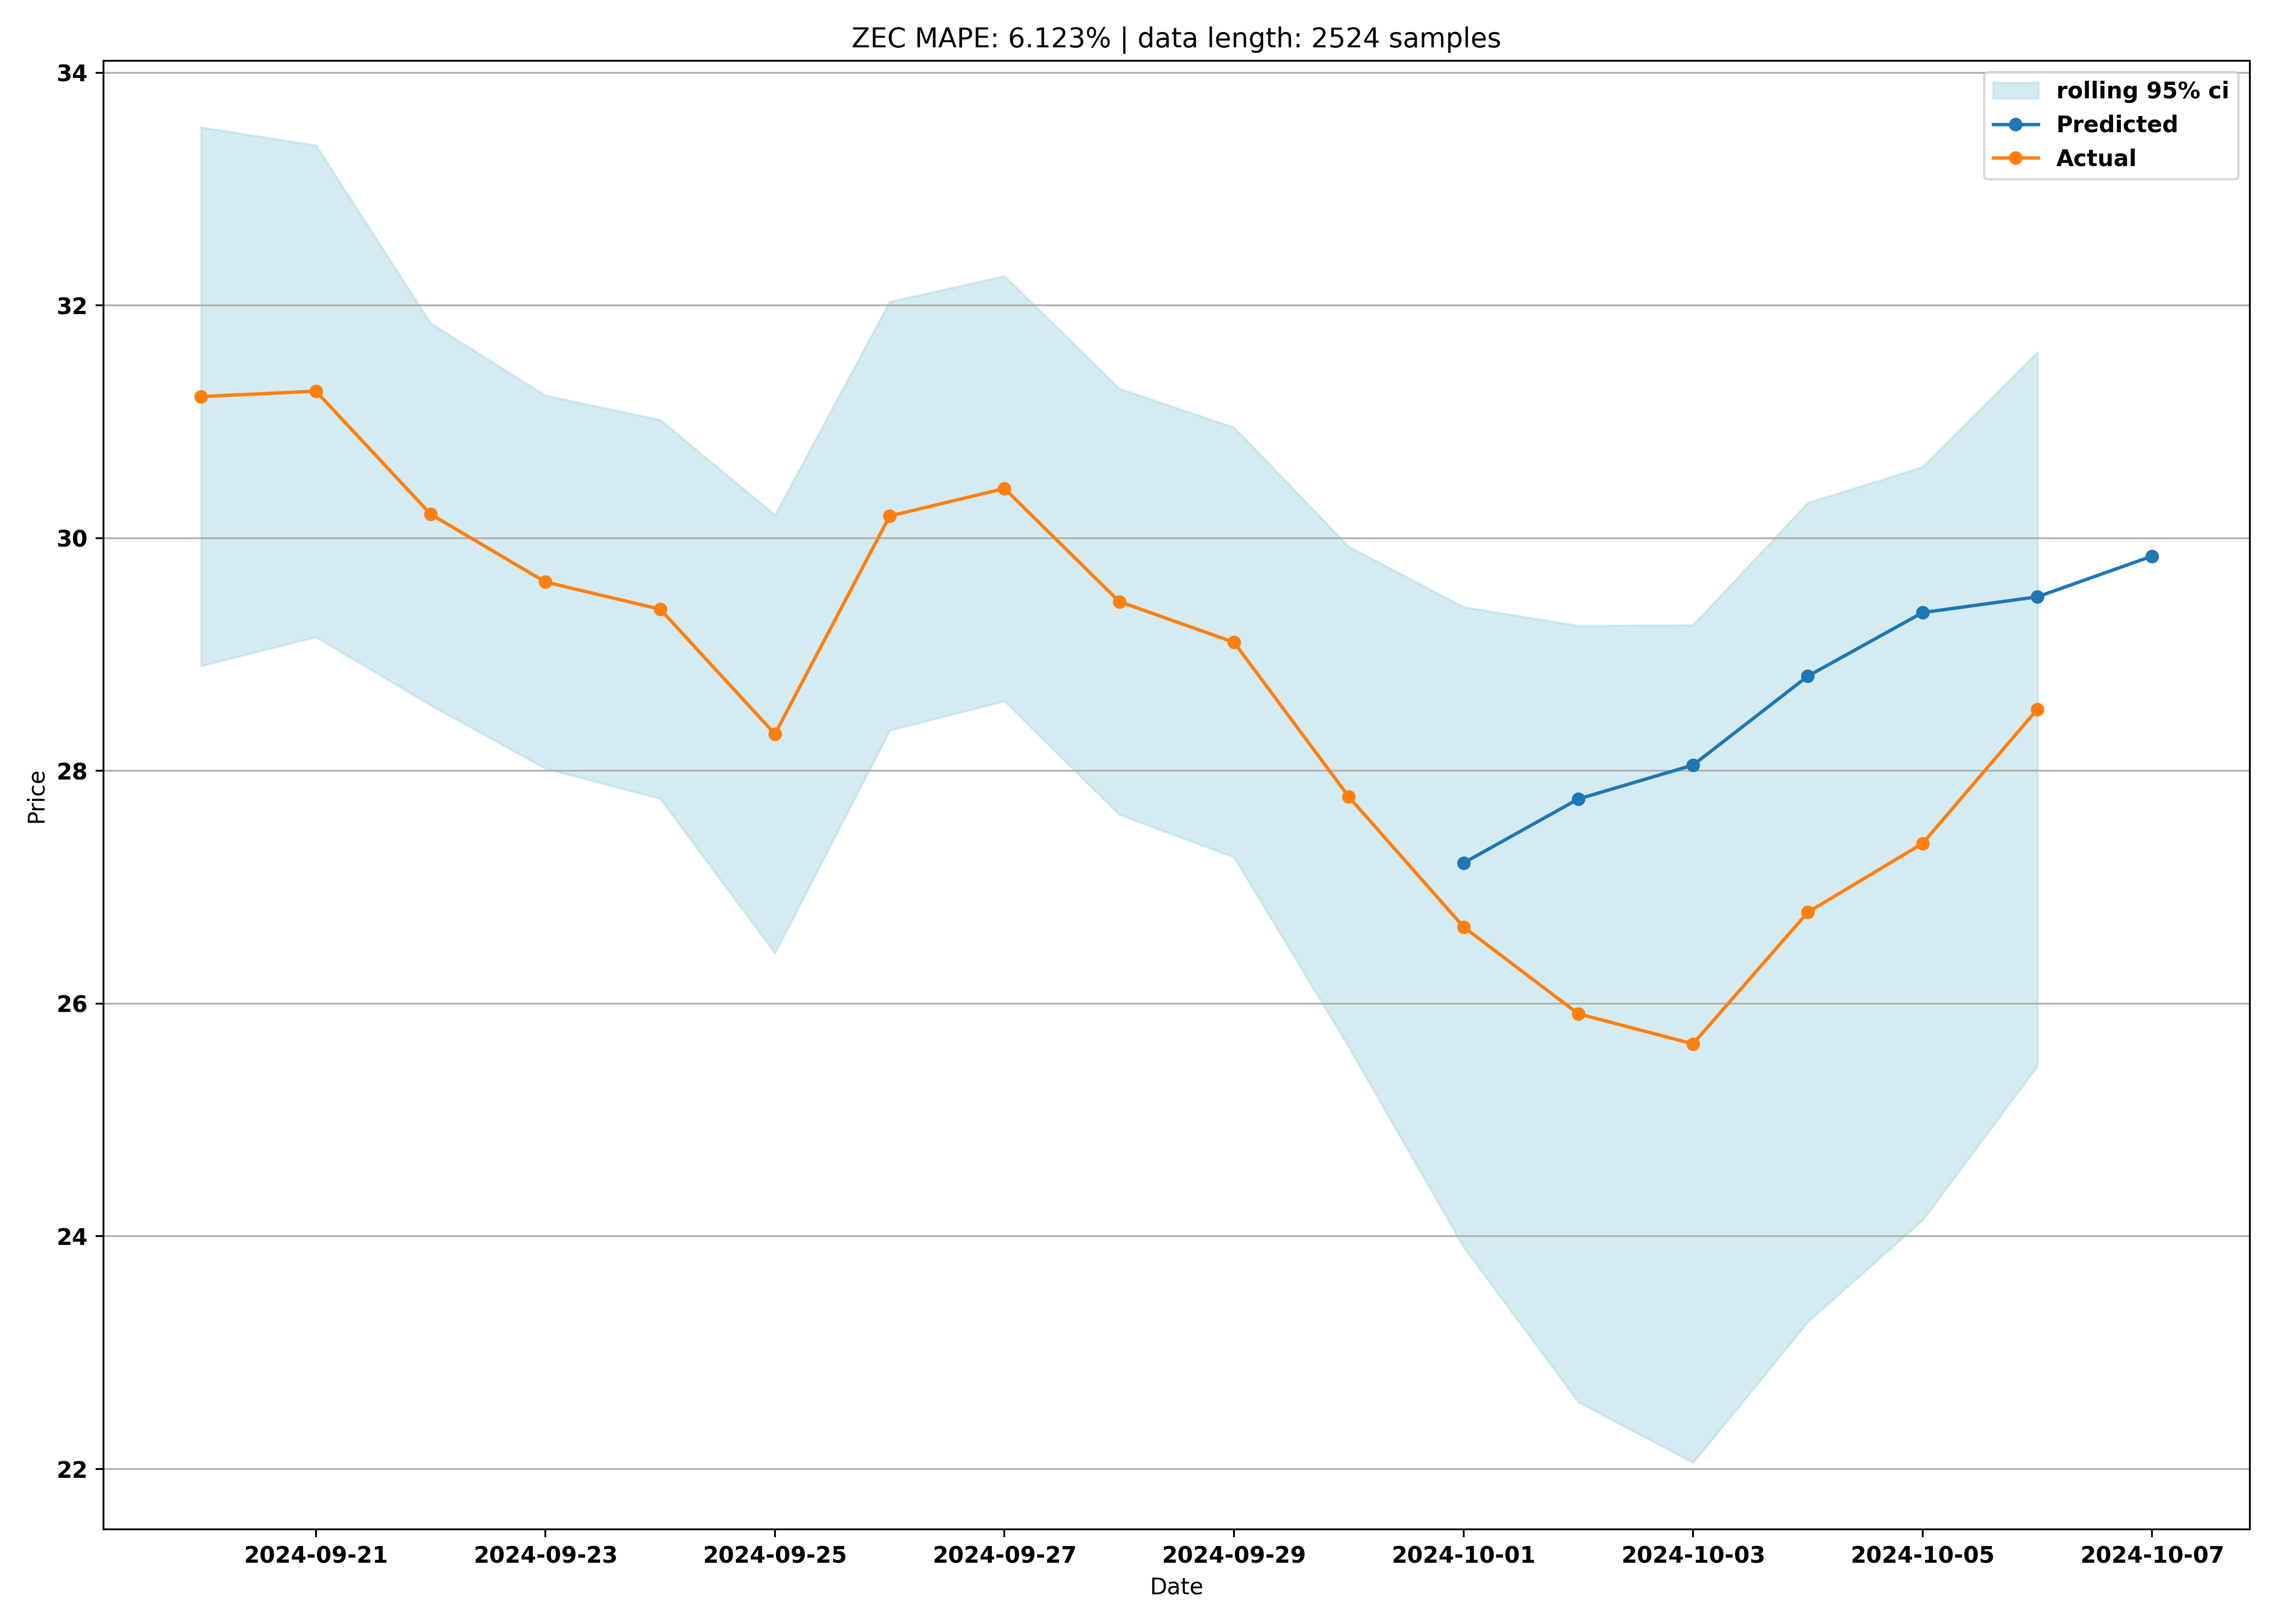 ZEC MAPE: 6.123% | data length: 2524 samples
rolling 95% ci
Predicted
Actual
34
32
30
28
26
24
22
Price
2024-09-21 2024-09-23 2024-09-25 2024-09-27 2024-09-29 2024-10-01 2024-10-03 2024-10-05 2024-10-07
Date